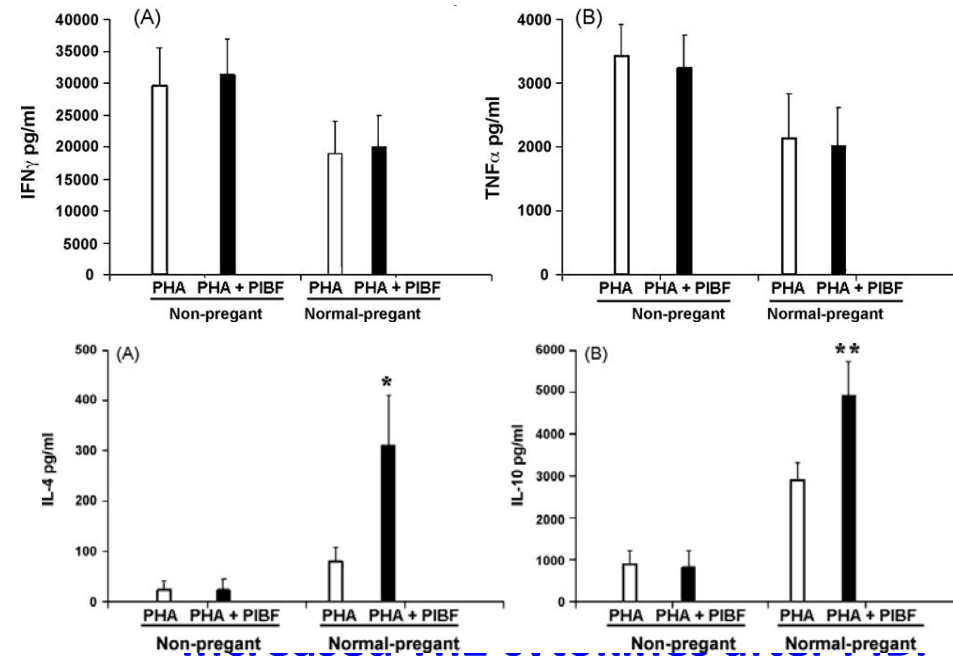 (A)
40000
35000
30000
25000
20000
15000
10000
5000
0
IFNγ pg/ml
PHA PHA + PIBF PHA PHA + PIBF
Non-pregant Normal-pregant
(B)
4000
3000
2000
1000
0
TNFα pg/ml
PHA PHA + PIBF PHA PHA + PIBF
Non-pregant Normal-pregant
(A)
500
400
300
200
100
0
IL-4 pg/ml
*
PHA PHA + PIBF PHA PHA + PIBF
Non-pregant Normal-pregant
(B)
6000
5000
4000
3000
2000
1000
0
IL-10 pg/ml
**
PHA PHA + PIBF PHA PHA + PIBF
Non-pregant Normal-pregant